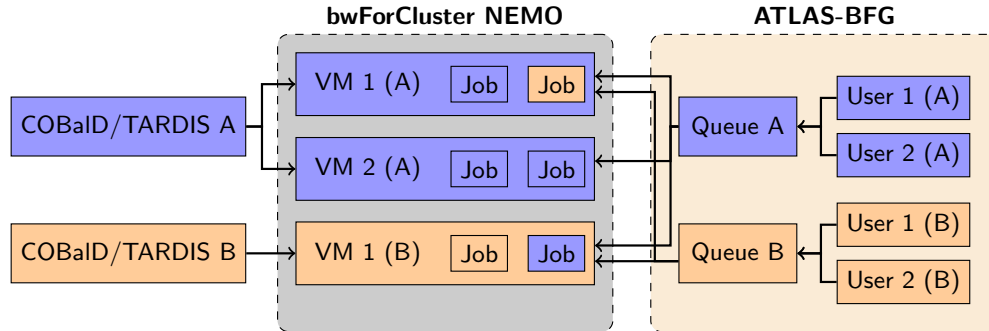 bwForCluster NEMO
ATLAS-BFG
COBalD/TARDIS A
VM 1 (A)
Job
Job
VM 2 (A)
Job
Job
COBalD/TARDIS B
VM 1 (B)
Job
Job
Queue A
User 1 (A)
User 2 (A)
Queue B
User 1 (B)
User 2 (B)